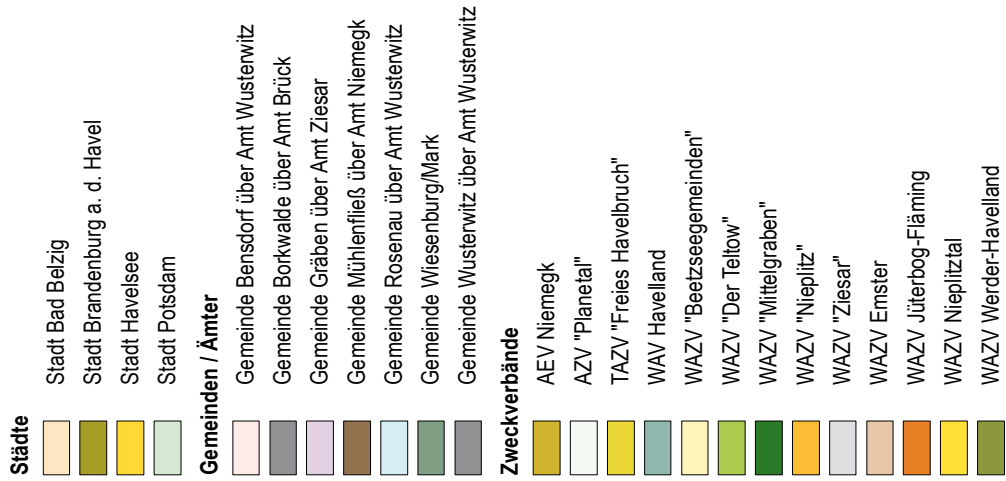 Städte
Stadt Bad Belzig
Stadt Brandenburg a. d. Havel
Stadt Havelsee
Stadt Potsdam
Gemeinden / Ämter
Gemeinde Bensdorf über Amt Wusterwitz
Gemeinde Borkwalde über Amt Brück
Gemeinde Gräben über Amt Ziesar
Gemeinde Mühlenfließ über Amt Niemegk
Gemeinde Rosenau über Amt Wusterwitz
Gemeinde Wiesenburg/Mark
Gemeinde Wusterwitz über Amt Wusterwitz
Zweckverbände
AEV Niemegk
AZV "Planetal"
TAZV "Freies Havelbruch"
WAV Havelland
WAZV "Beetzseegemeinden"
WAZV "Der Teltow"
WAZV "Mittelgraben"
WAZV "Nieplitz"
WAZV "Ziesar"
WAZV Emster
WAZV Jüterbog-Fläming
WAZV Nieplitztal
WAZV Werder-Havelland